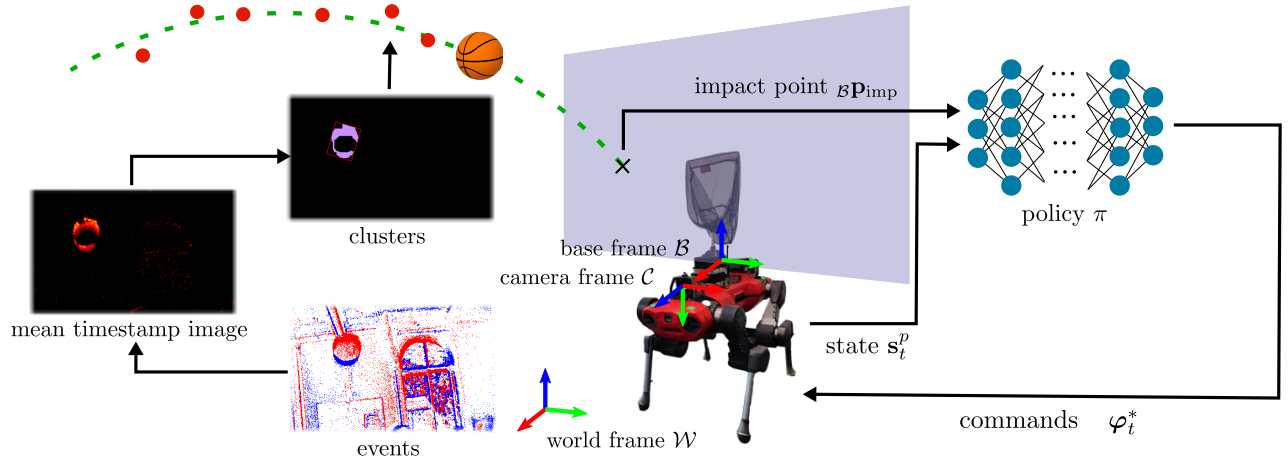 impact point $_{\mathcal{B}}\mathbf{p}_{\mathrm{imp}}$
policy $\pi$
clusters
base frame $\mathcal{B}$
camera frame $\mathcal{C}$
mean timestamp image
state $\mathbf{s}_t^p$
commands $\boldsymbol{\varphi}_t^*$
world frame $\mathcal{W}$
events